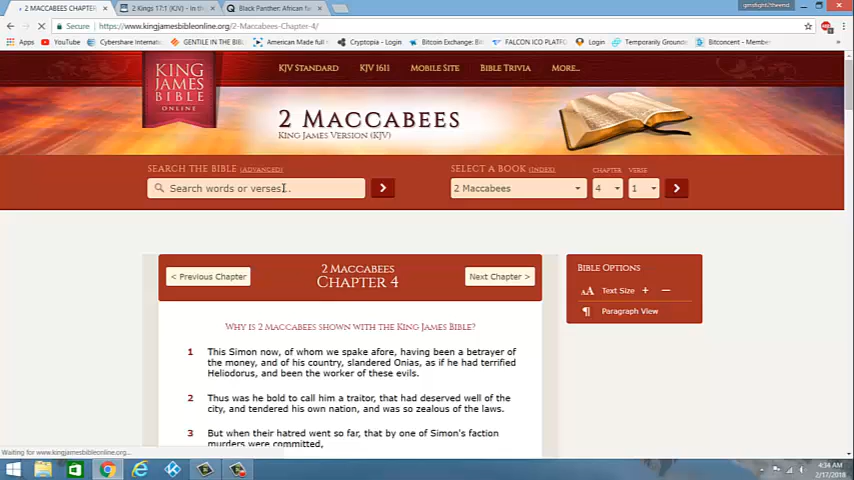 2 MACCABEES CHAPTER
2 Kings 17:1 (KJV) - In th
Black Panther: African f
gmsfight2theend
Secure
https://www.kingjamesbibleonline.org/2-Maccabees-Chapter-4/
Apps
Cybershare Internati
GENTILE IN THE BIB
American Made full
Cryptopia - Login
Bitcoin Exchange: Bi
FALCON ICO PLATFO
Login
Temporarily Ground
Bitconcent - Membe
KING JAMES BIBLE ONLINE
KJV STANDARD
KJV 1611
MOBILE SITE
BIBLE TRIVIA
MORE...
2 MACCABEES
KING JAMES VERSION (KJV)
SEARCH THE BIBLE (ADVANCED)
SELECT A BOOK (INDEX)
CHAPTER
VERSE
Search words or verses...
2 Maccabees
4
1
< Previous Chapter
2 MACCABEES
CHAPTER 4
Next Chapter >
BIBLE OPTIONS
AA Text Size + −
¶ Paragraph View
WHY IS 2 MACCABEES SHOWN WITH THE KING JAMES BIBLE?
1 This Simon now, of whom we spake afore, having been a betrayer of
the money, and of his country, slandered Onias, as if he had terrified
Heliodorus, and been the worker of these evils.
2 Thus was he bold to call him a traitor, that had deserved well of the
city, and tendered his own nation, and was so zealous of the laws.
3 But when their hatred went so far, that by one of Simon's faction
murders were committed,
Waiting for www.kingjamesbibleonline.org...
4:34 AM
2/17/2018